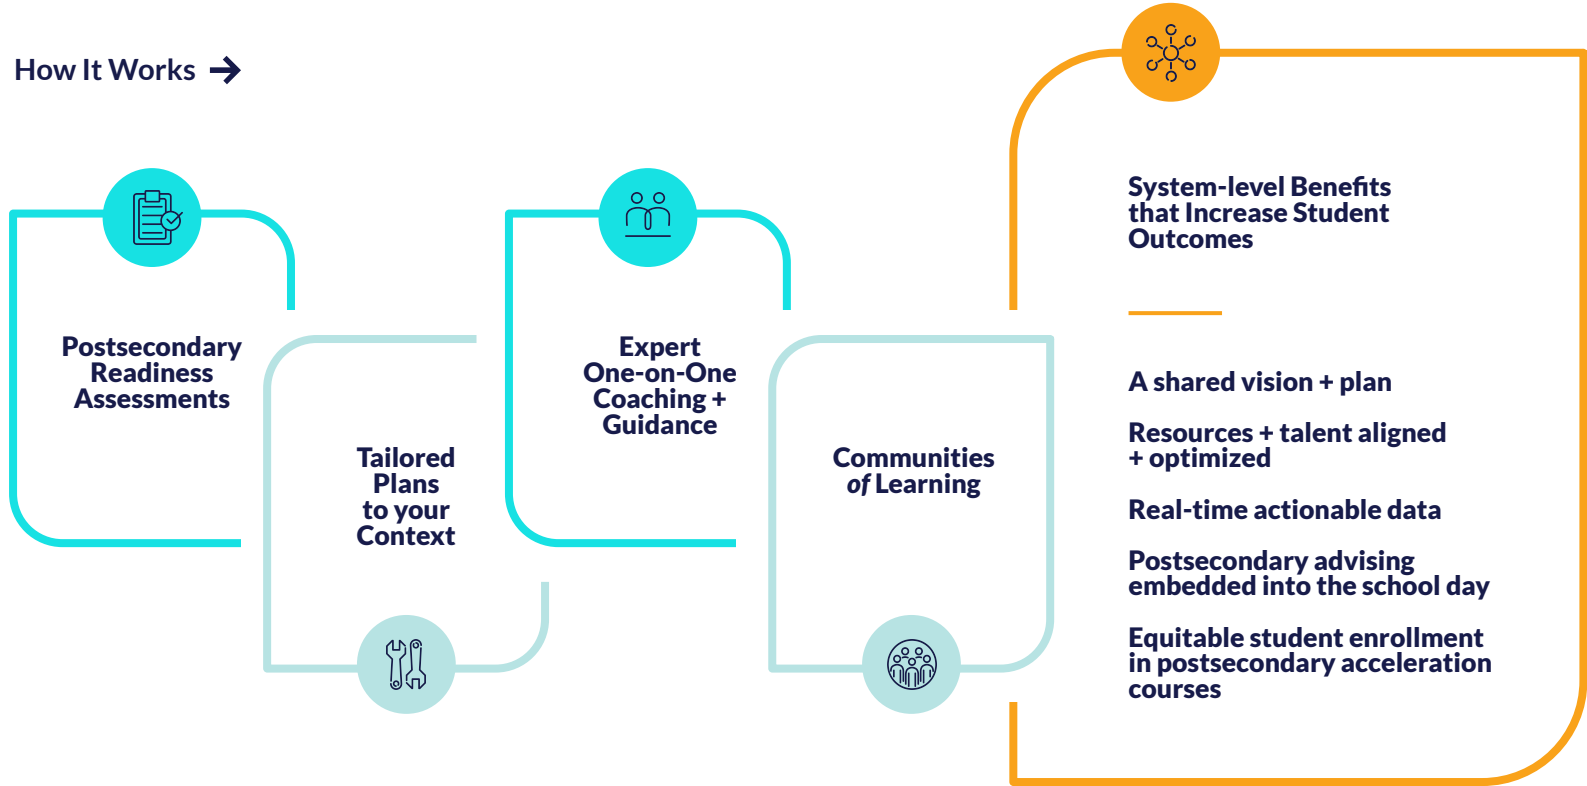 How It Works →
Postsecondary
Readiness
Assessments
Tailored
Plans
to your
Context
Expert
One-on-One
Coaching +
Guidance
Communities
of Learning
System-level Benefits
that Increase Student
Outcomes
A shared vision + plan
Resources + talent aligned
+ optimized
Real-time actionable data
Postsecondary advising
embedded into the school day
Equitable student enrollment
in postsecondary acceleration
courses